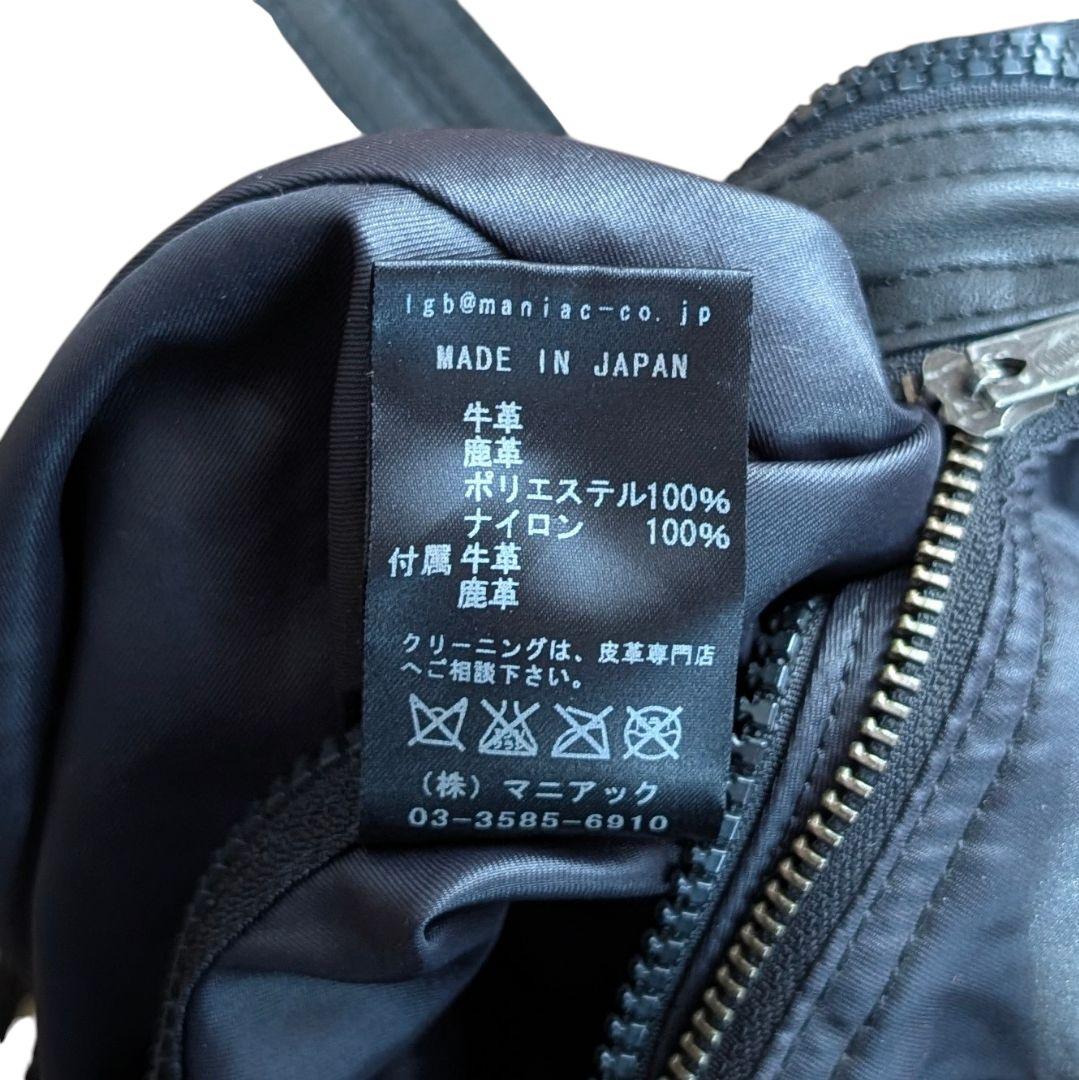 lgb@maniac-co.jp
MADE IN JAPAN
牛革
鹿革
ポリエステル100%
ナイロン 100%
付属 牛革
鹿革
クリーニングは、皮革専門店
へご相談下さい。
(株) マニアック
03-3585-6910